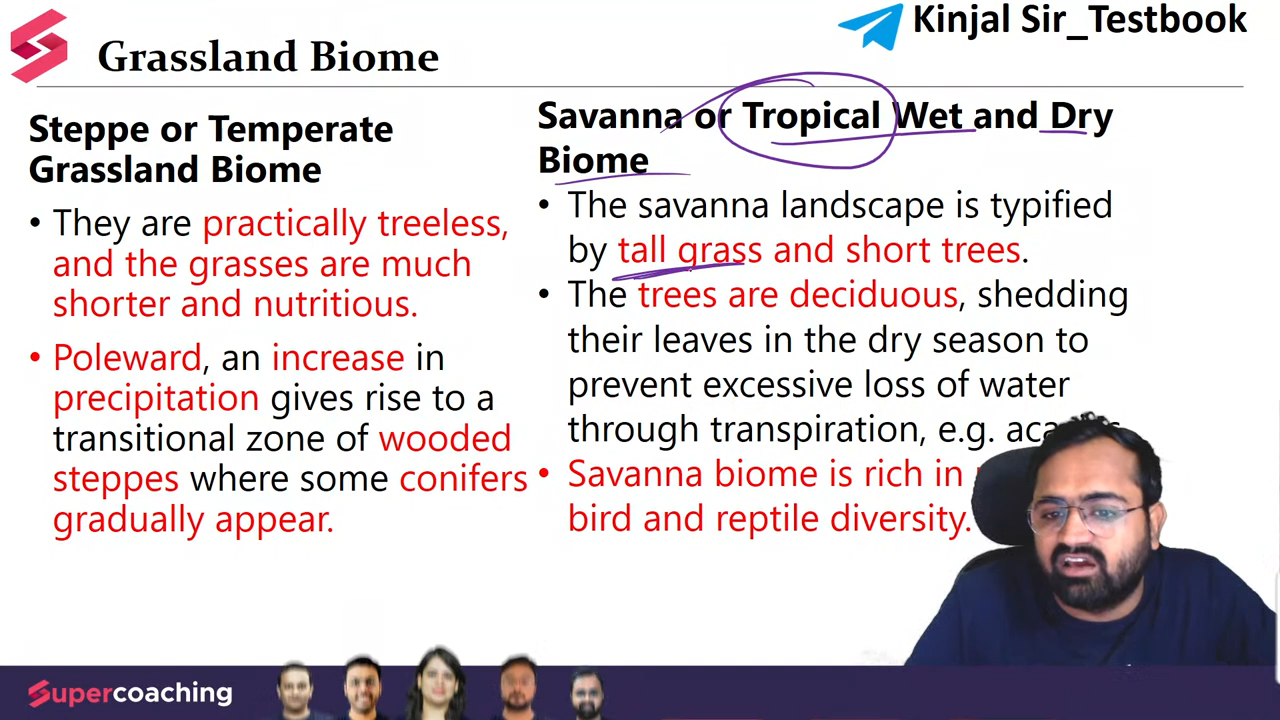 Kinjal Sir_Testbook
Grassland Biome
Steppe or Temperate
Grassland Biome
• They are practically treeless,
and the grasses are much
shorter and nutritious.
• Poleward, an increase in
precipitation gives rise to a
transitional zone of wooded
steppes where some conifers
gradually appear.
Savanna or Tropical Wet and Dry
Biome
• The savanna landscape is typified
by tall grass and short trees.
• The trees are deciduous, shedding
their leaves in the dry season to
prevent excessive loss of water
through transpiration, e.g.
• Savanna biome is rich in
bird and reptile diversity.
Supercoaching